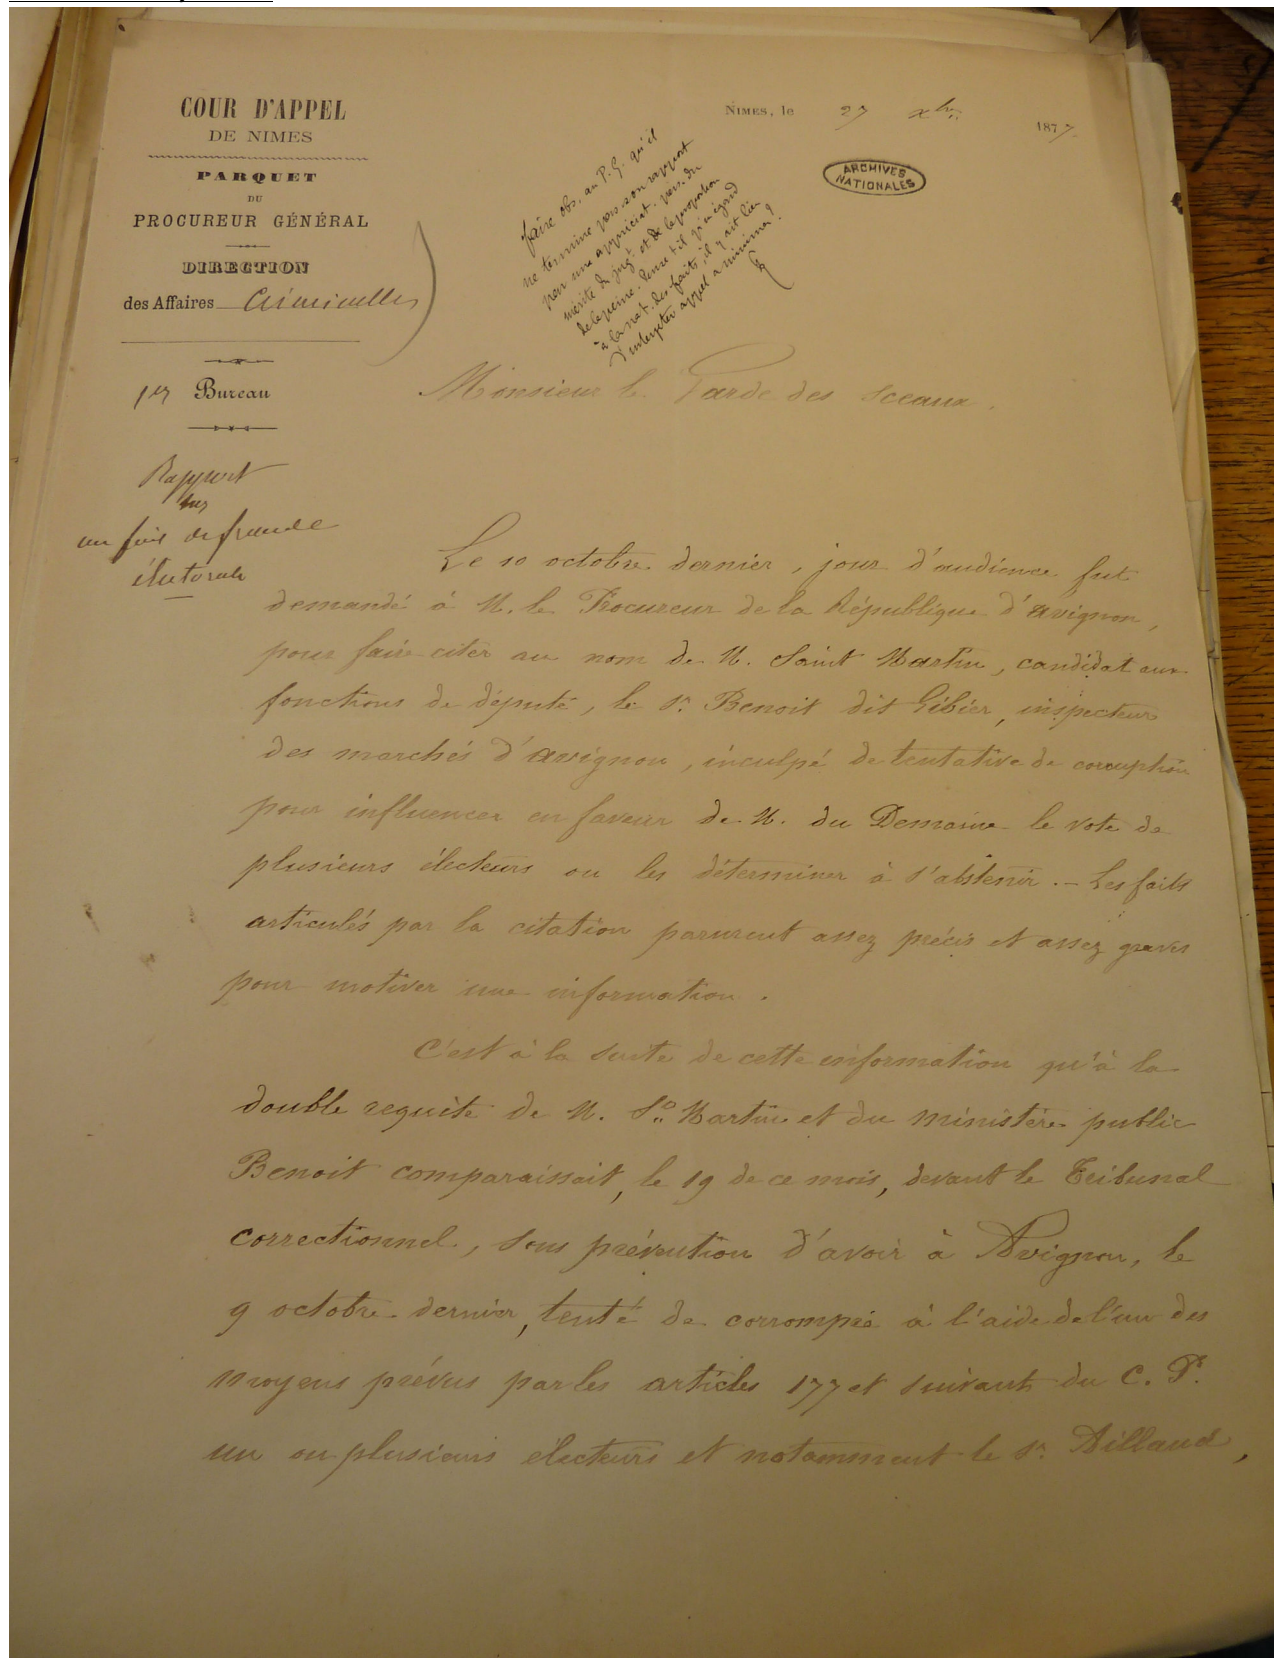 COUR D'APPEL
DE NIMES
PARQUET
DU
PROCUREUR GÉNÉRAL
DIRECTION
des Affaires Criminelles
1er Bureau
Rapport
sur
un fait de fraude
électorale
NIMES, le 27 Xbre 1877
ARCHIVES NATIONALES
faire obs. au P. G. qu'il
ne termine pas son rapport
par une appréciat. pers. du
mérite du jugt et de la proportion
de la peine. Pense t-il qu'eu égard
à la nat. des faits, il y ait lieu
d'interjeter appel a minima?
Monsieur le Garde des Sceaux.
Le 10 octobre dernier, jour d'audience fut
demandé à M. le Procureur de la République d'Avignon,
pour faire citer au nom de M. Saint Martin, candidat aux
fonctions de député, le Sr. Benoit dit Gibier, inspecteur
des marchés d'Avignon, inculpé de tentative de corruption
pour influencer en faveur de M. du Demaine le vote de
plusieurs électeurs ou les déterminer à s'abstenir. — Les faits
articulés par la citation parurent assez précis et assez graves
pour motiver une information.
C'est à la suite de cette information qu'à la
double requête de M. St Martin et du ministère public
Benoit comparaissait, le 19 de ce mois, devant le Tribunal
correctionnel, sous prévention d'avoir à Avignon, le
9 octobre dernier, tenté de corrompre à l'aide de l'un des
moyens prévus par les articles 177 et suivants du C. P.
un ou plusieurs électeurs et notamment le Sr. Aillaud,